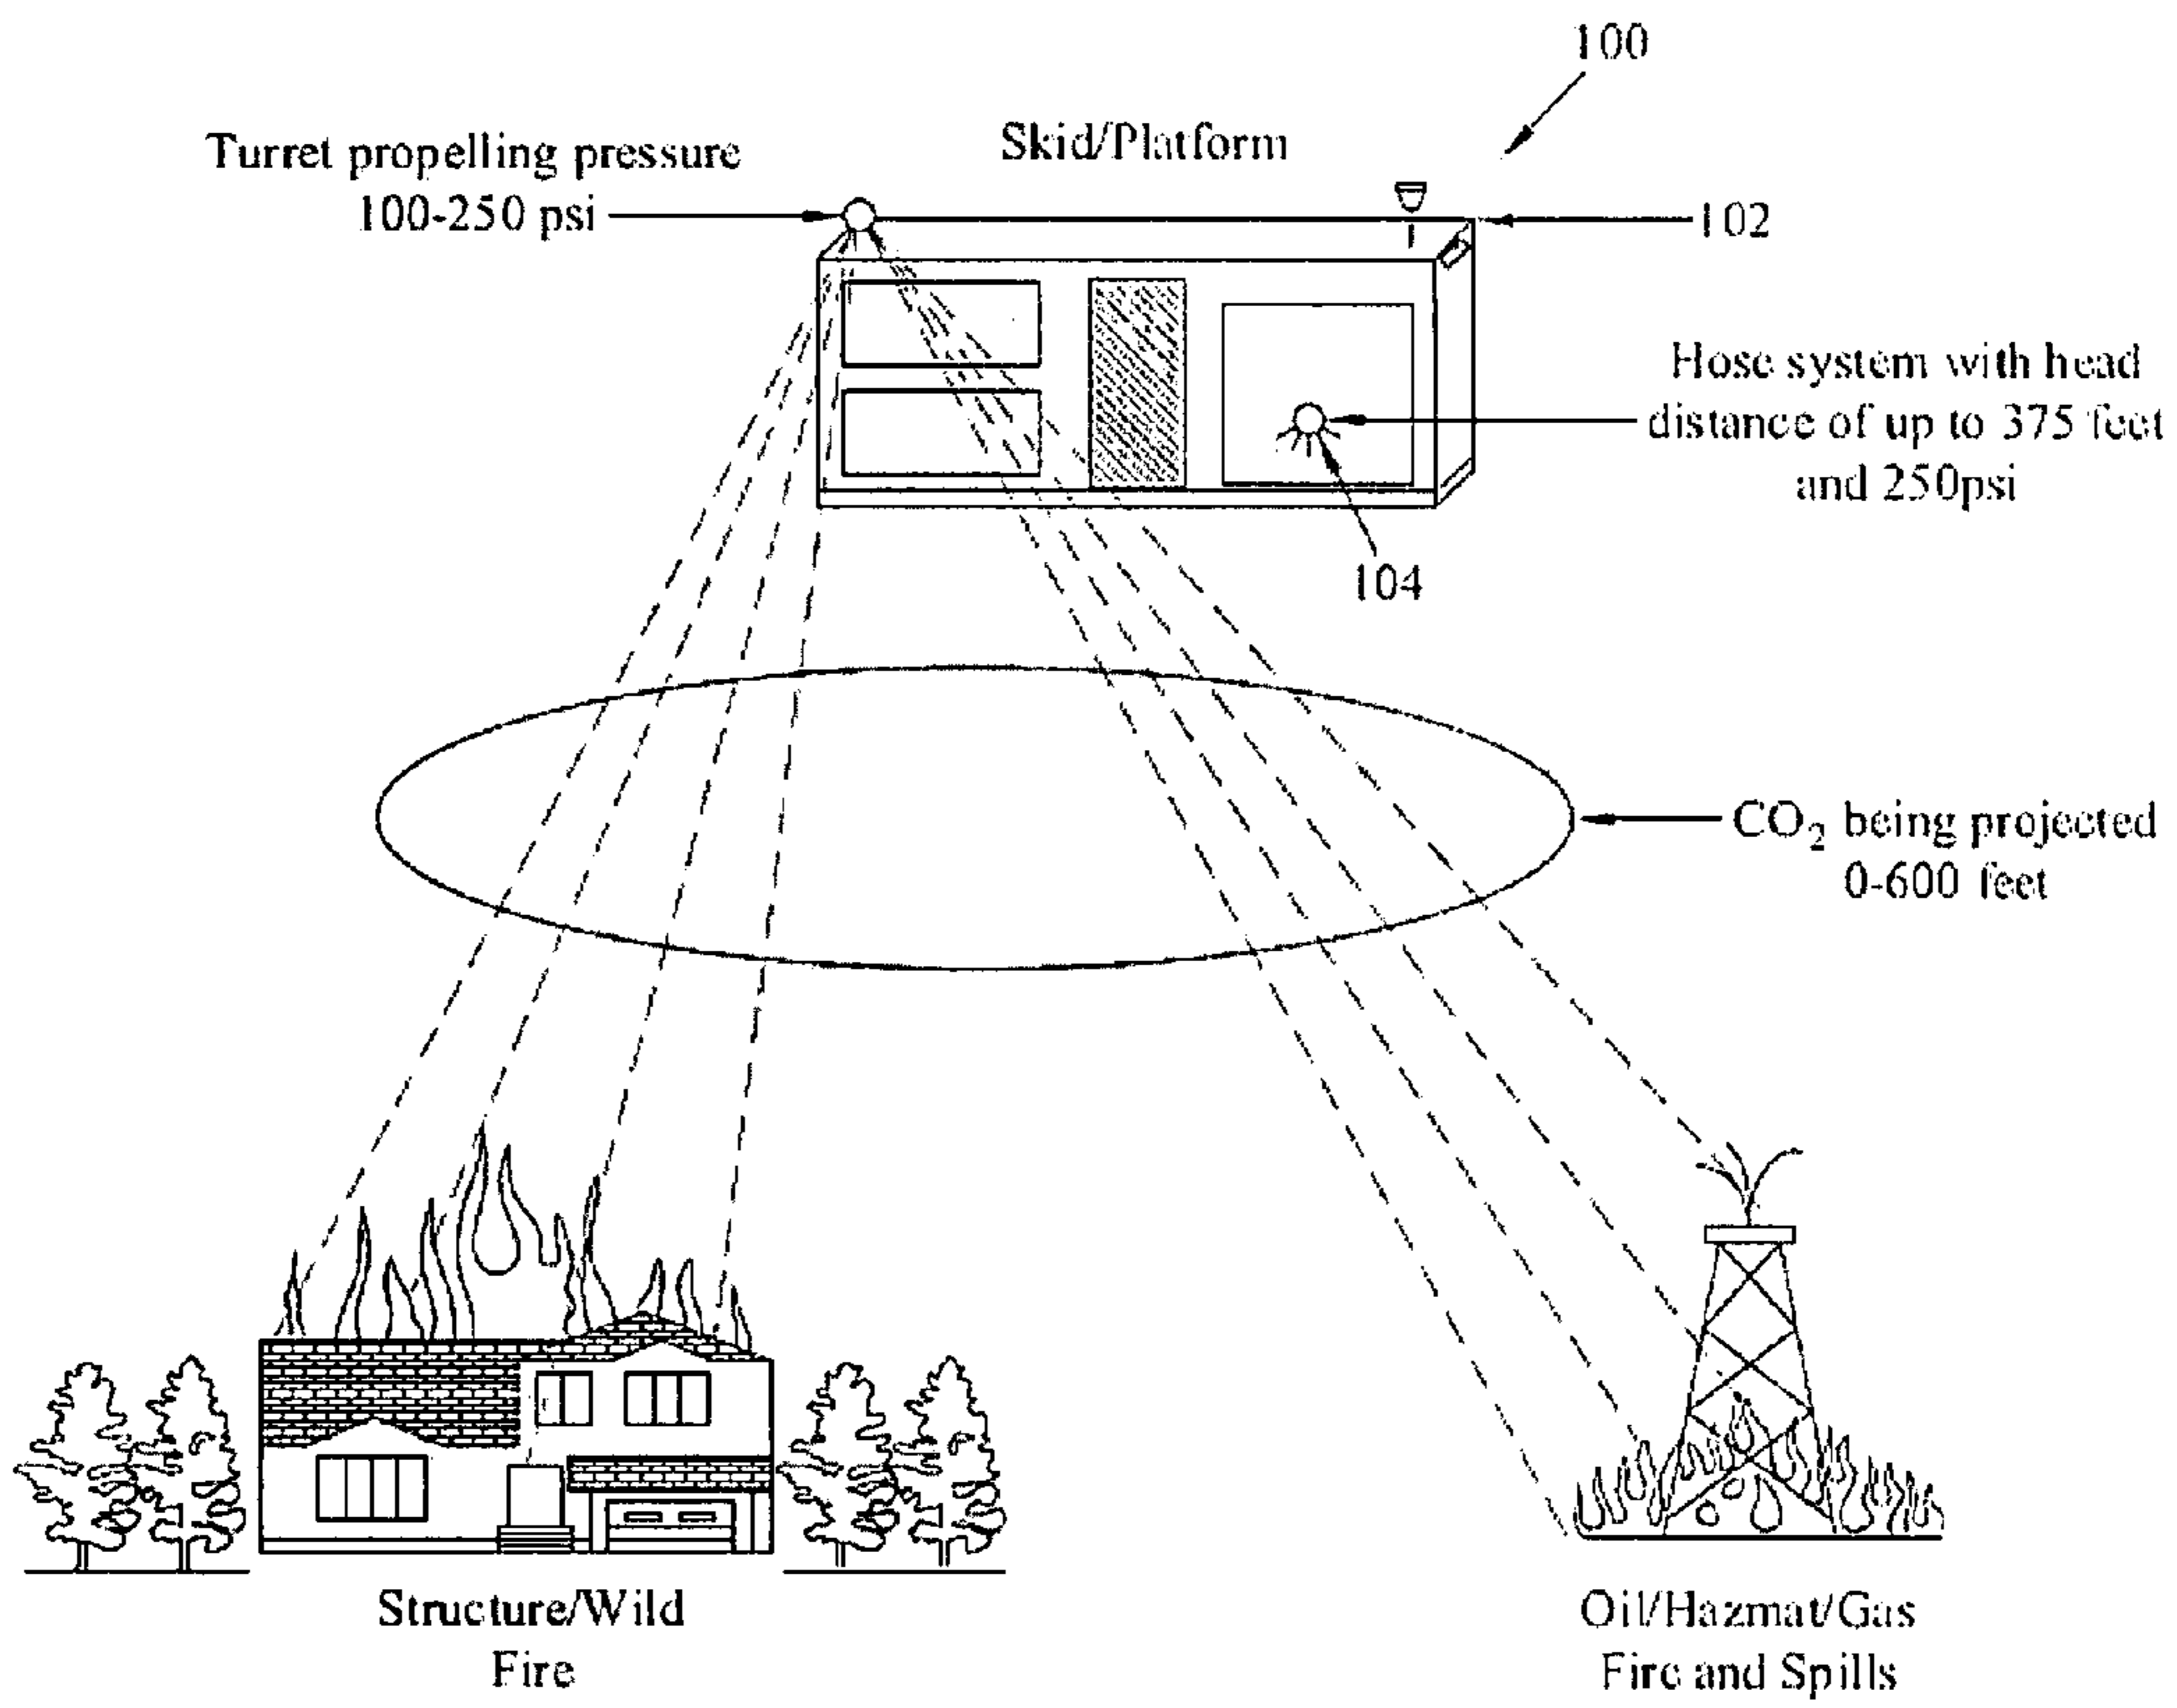 100
Skid/Platform
Turret propelling pressure
100-250 psi
102
Hose system with head
distance of up to 375 feet
and 250psi
104
CO₂ being projected
0-600 feet
Structure/Wild
Fire
Oil/Hazmat/Gas
Fire and Spills